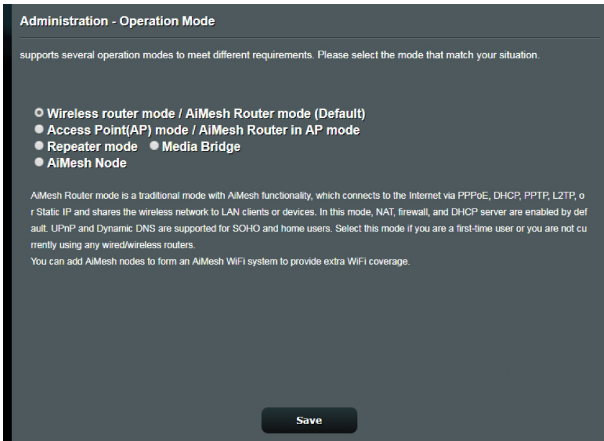 Administration - Operation Mode
supports several operation modes to meet different requirements. Please select the mode that match your situation.
Wireless router mode / AiMesh Router mode (Default)
Access Point(AP) mode / AiMesh Router in AP mode
Repeater mode Media Bridge
AiMesh Node
AiMesh Router mode is a traditional mode with AiMesh functionality, which connects to the Internet via PPPoE, DHCP, PPTP, L2TP, o
r Static IP and shares the wireless network to LAN clients or devices. In this mode, NAT, firewall, and DHCP server are enabled by def
ault. UPnP and Dynamic DNS are supported for SOHO and home users. Select this mode if you are a first-time user or you are not cu
rrently using any wired/wireless routers.
You can add AiMesh nodes to form an AiMesh WiFi system to provide extra WiFi coverage.
Save